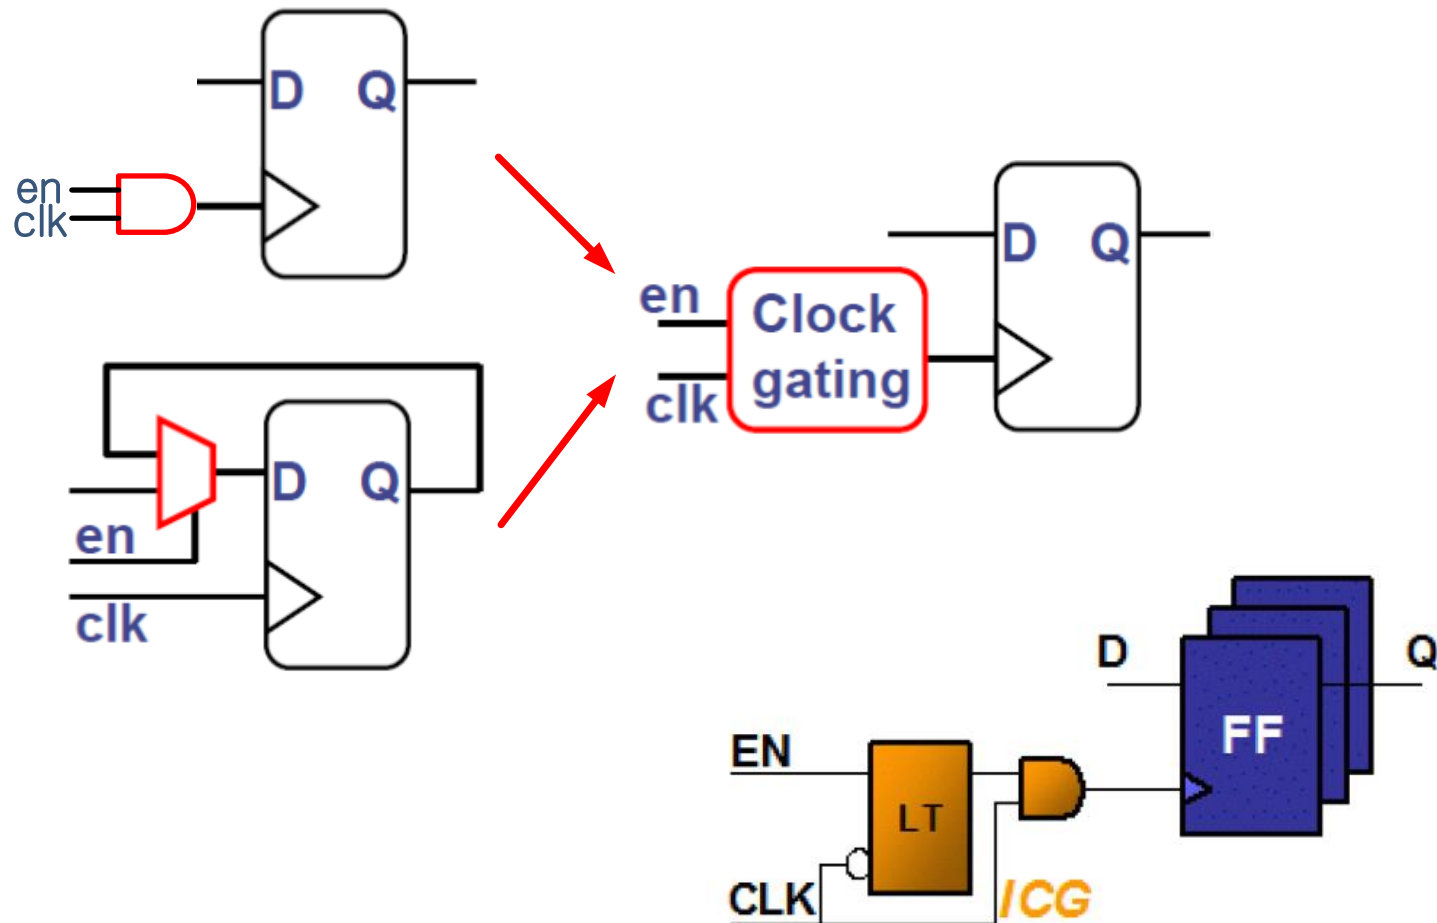 D Q
en
clk
D Q
en
clk
D Q
en
clk
Clock
gating
D Q
FF
EN
LT
CLK
ICG